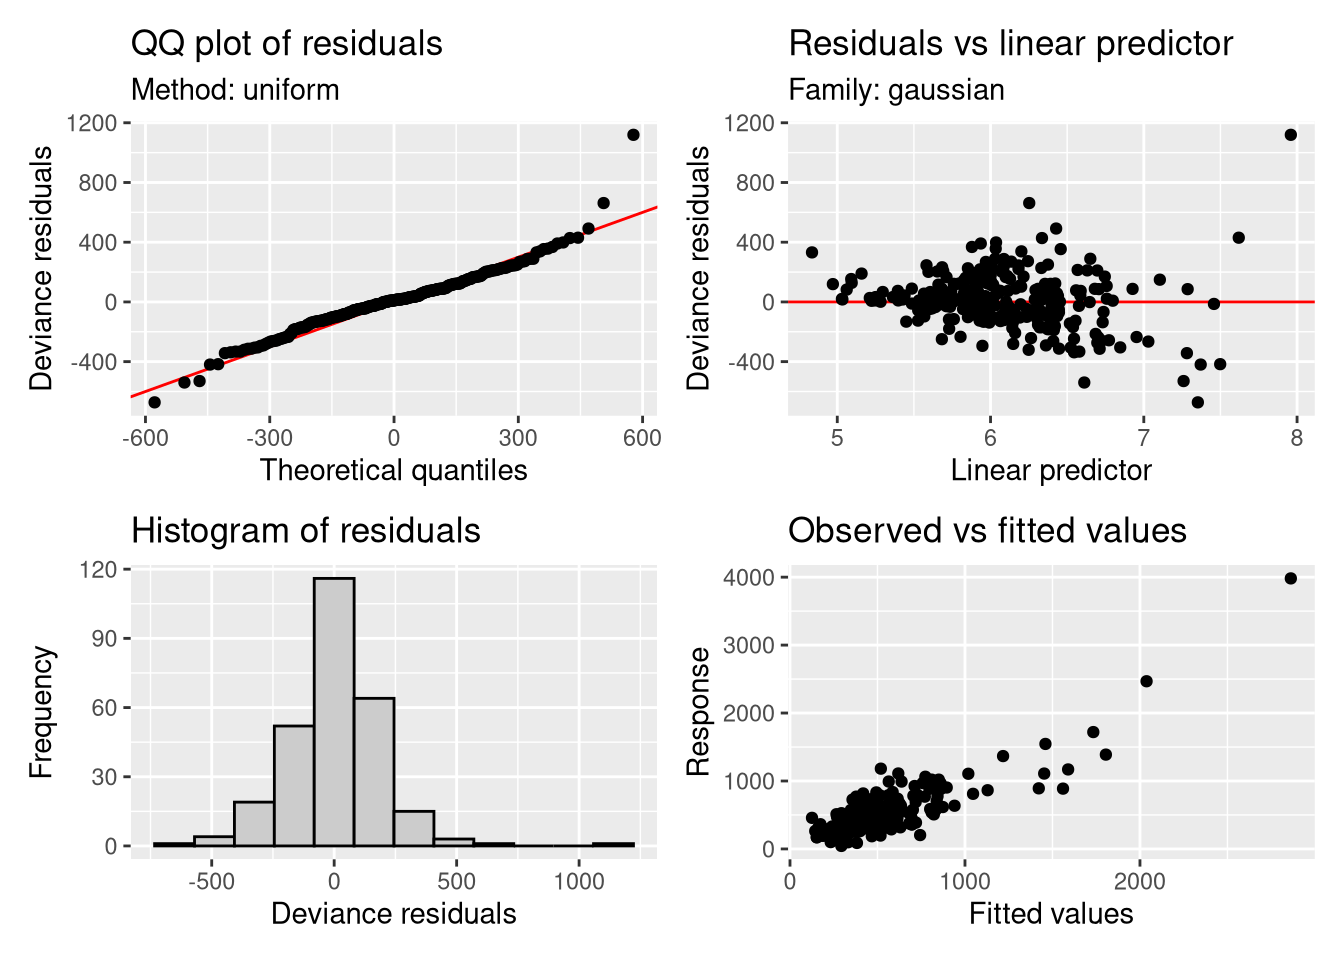 QQ plot of residuals
Method: uniform
Deviance residuals
1200
800
400
0
-400
-600
-300
0
300
600
Theoretical quantiles
Residuals vs linear predictor
Family: gaussian
Deviance residuals
1200
800
400
0
-400
5
6
7
8
Linear predictor
Histogram of residuals
Frequency
120
90
60
30
0
-500
0
500
1000
Deviance residuals
Observed vs fitted values
Response
4000
3000
2000
1000
0
0
1000
2000
Fitted values